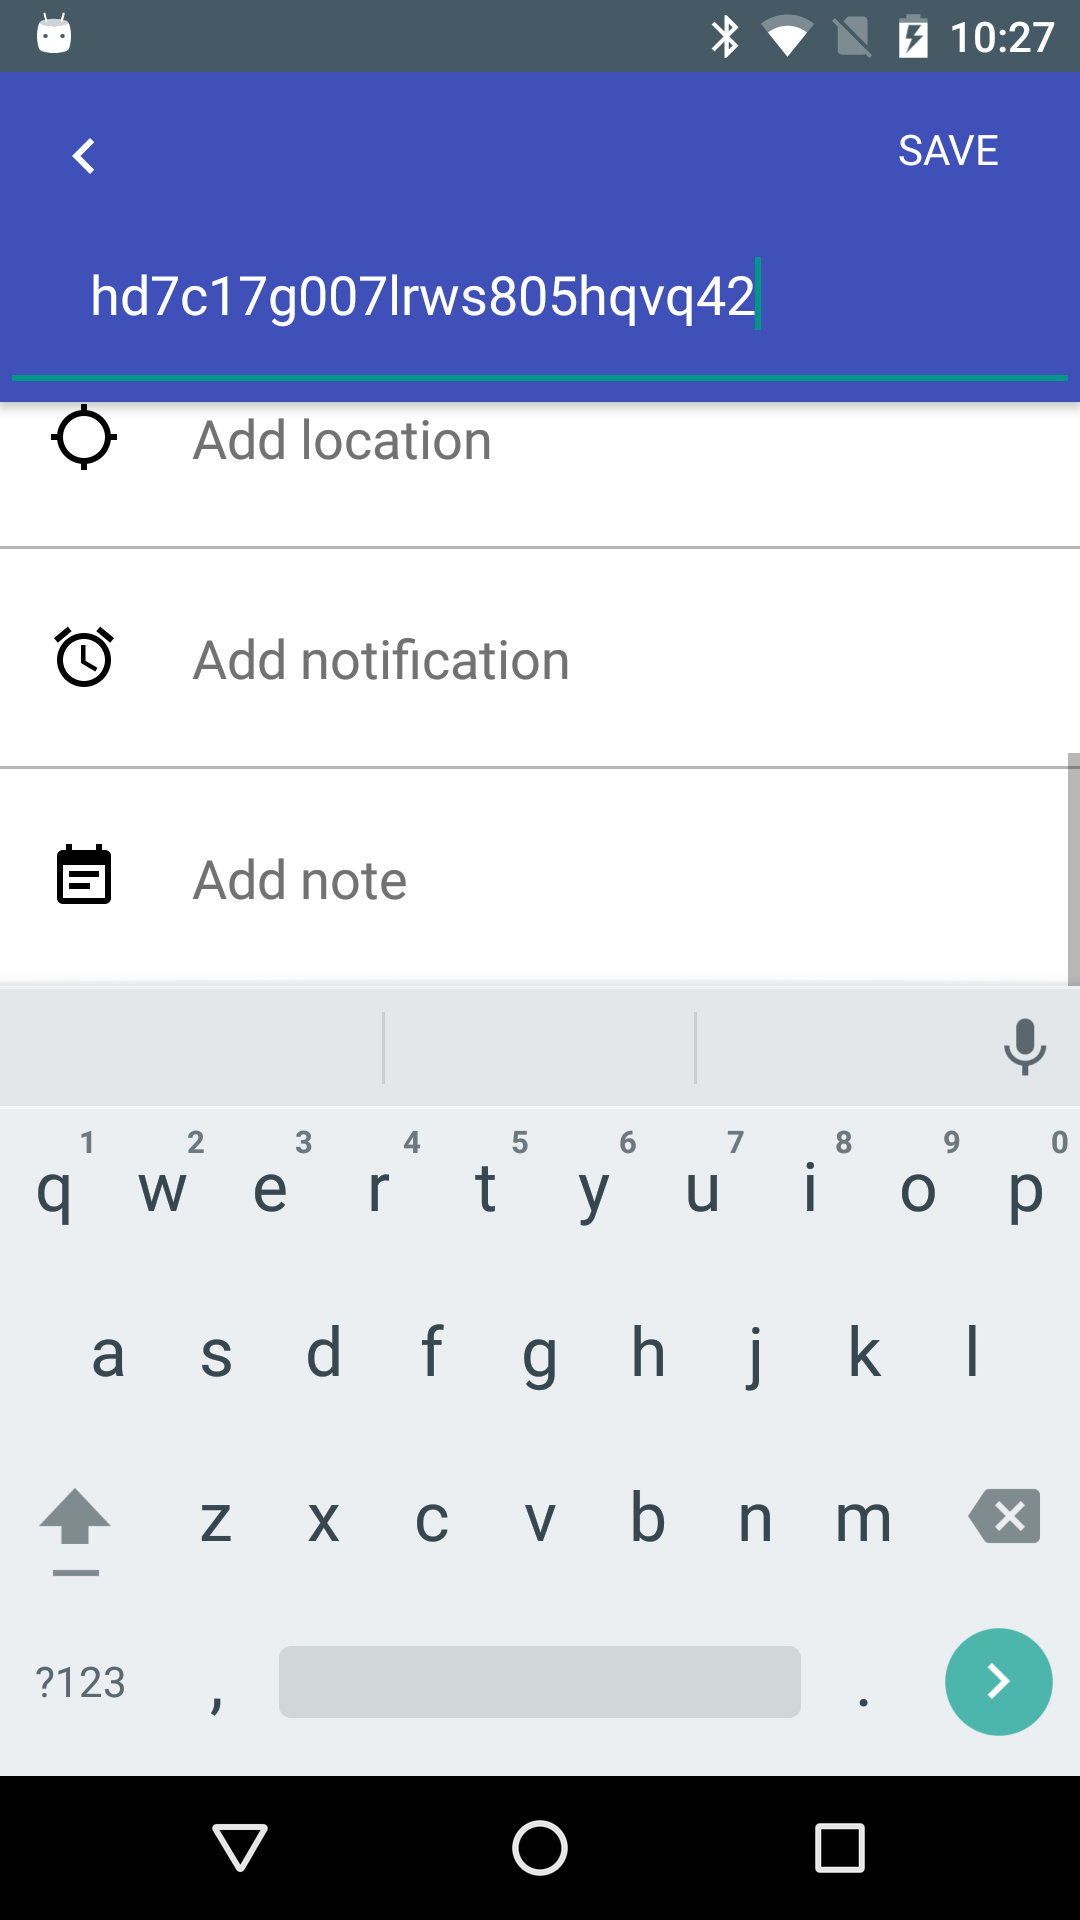 10:27
SAVE
hd7c17g007lrws805hqvq42
Add location
Add notification
Add note
1 2 3 4 5 6 7 8 9 0
q w e r t y u i o p
a s d f g h j k l
z x c v b n m
?123 , .